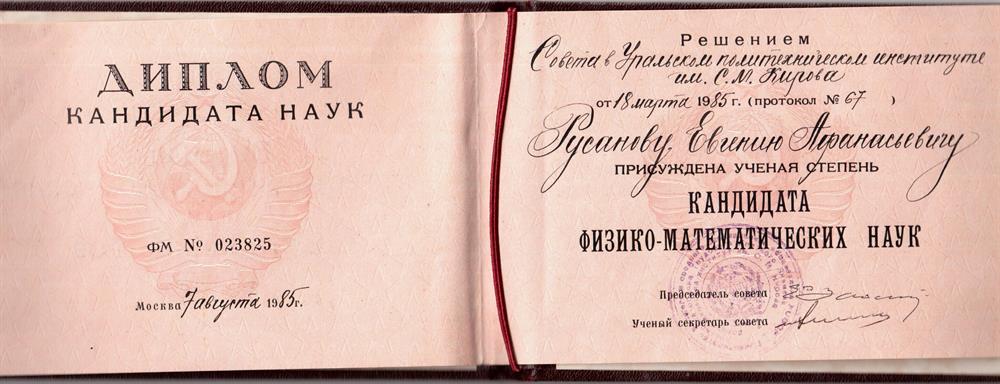 ДИПЛОМ
КАНДИДАТА НАУК
ФМ № 023825
Москва 7 августа 1985г.
Решением
Совета в Уральском политехническом институте
им. С.М. Кирова
от 18 марта 1985 г. (протокол № 67 )
Русанову Евгению Афанасьевичу
ПРИСУЖДЕНА УЧЕНАЯ СТЕПЕНЬ
КАНДИДАТА
ФИЗИКО-МАТЕМАТИЧЕСКИХ НАУК
Председатель совета
Ученый секретарь совета